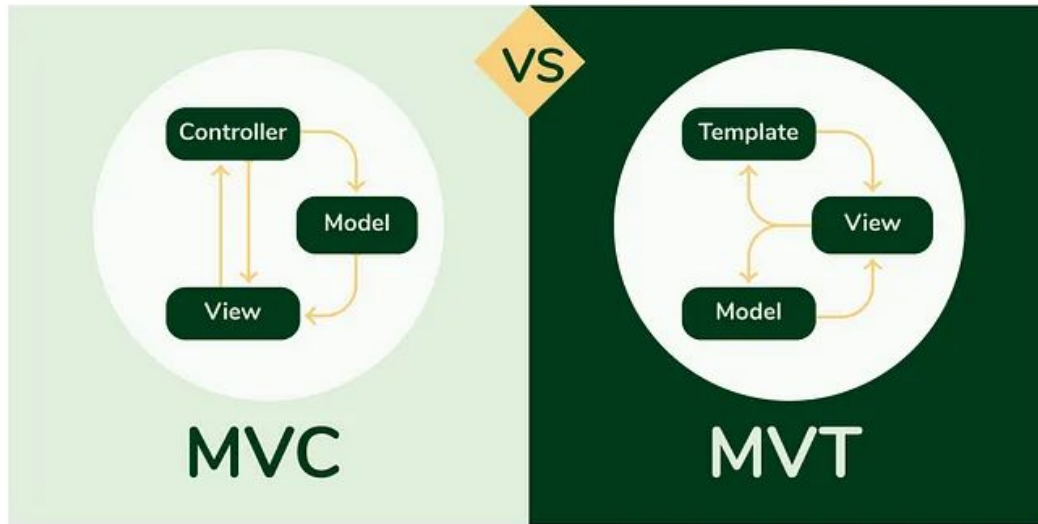 VS
Controller
Model
View
MVC
Template
View
Model
MVT